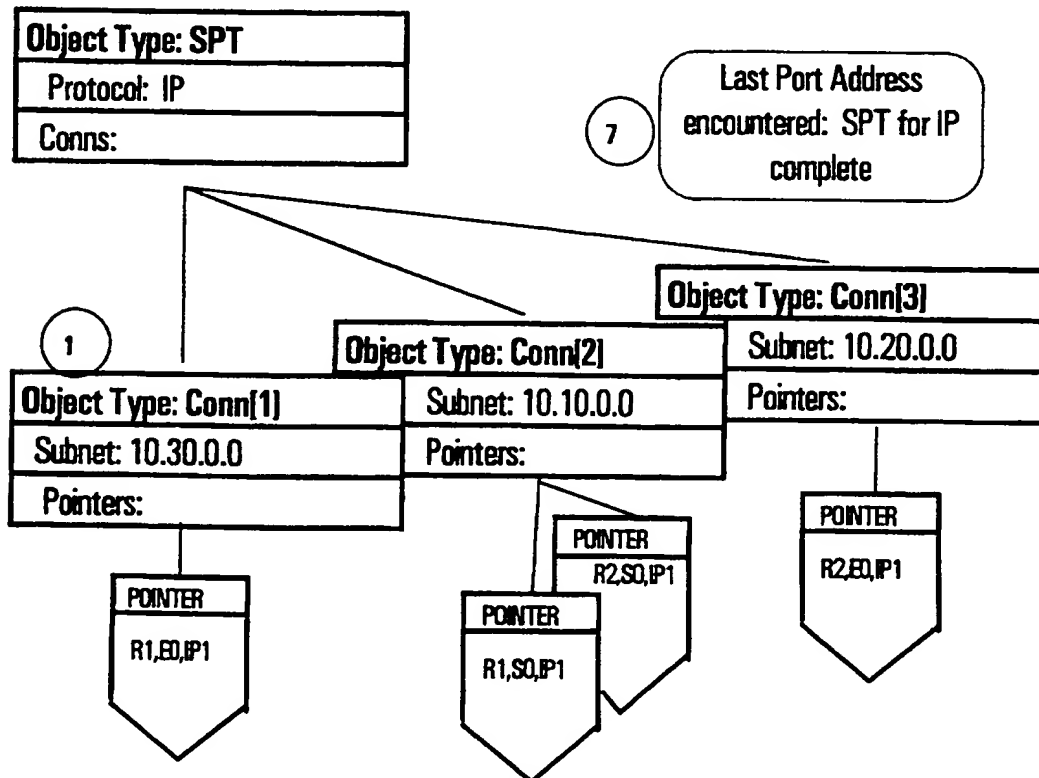 Object Type: SPT
Protocol: IP
Conns:
7
Last Port Address
encountered: SPT for IP
complete
1
Object Type: Conn[1]
Subnet: 10.30.0.0
Pointers:
Object Type: Conn[2]
Subnet: 10.10.0.0
Pointers:
Object Type: Conn[3]
Subnet: 10.20.0.0
Pointers:
POINTER
R1,E0,IP1
POINTER
R1,S0,IP1
POINTER
R2,S0,IP1
POINTER
R2,E0,IP1